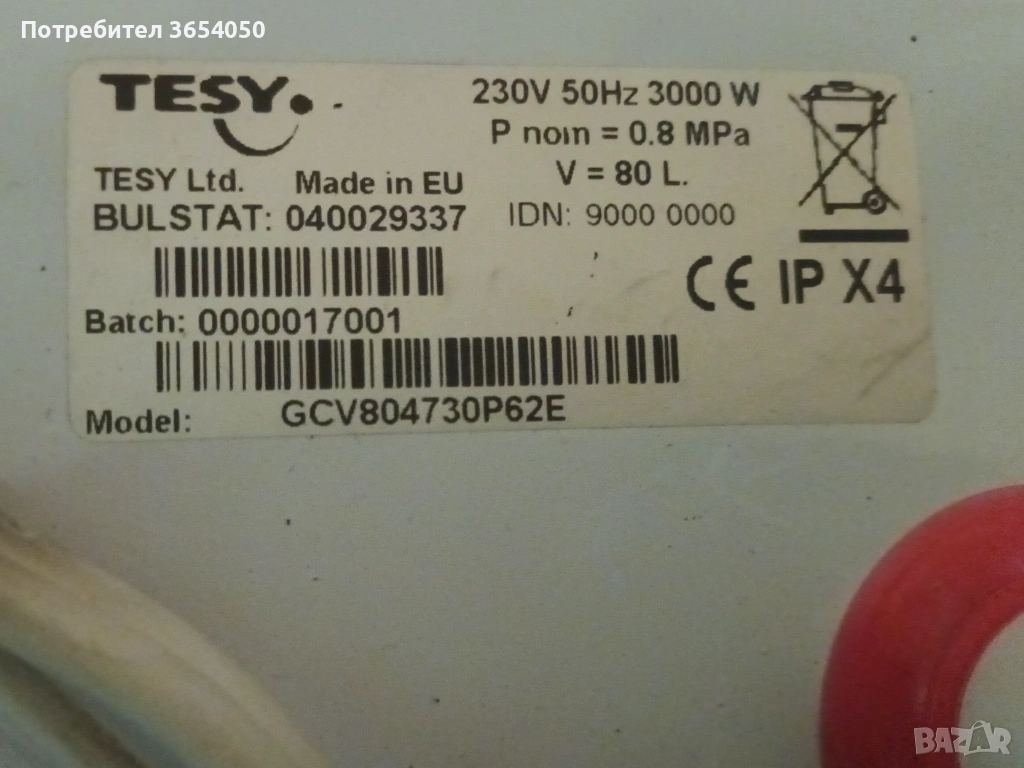 Потребител 3654050
TESY
230V 50Hz 3000 W
P nom = 0.8 MPa
TESY Ltd. Made in EU
V = 80 L.
BULSTAT: 040029337
IDN: 9000 0000
CE IP X4
Batch: 0000017001
Model: GCV804730P62E
BAZAR